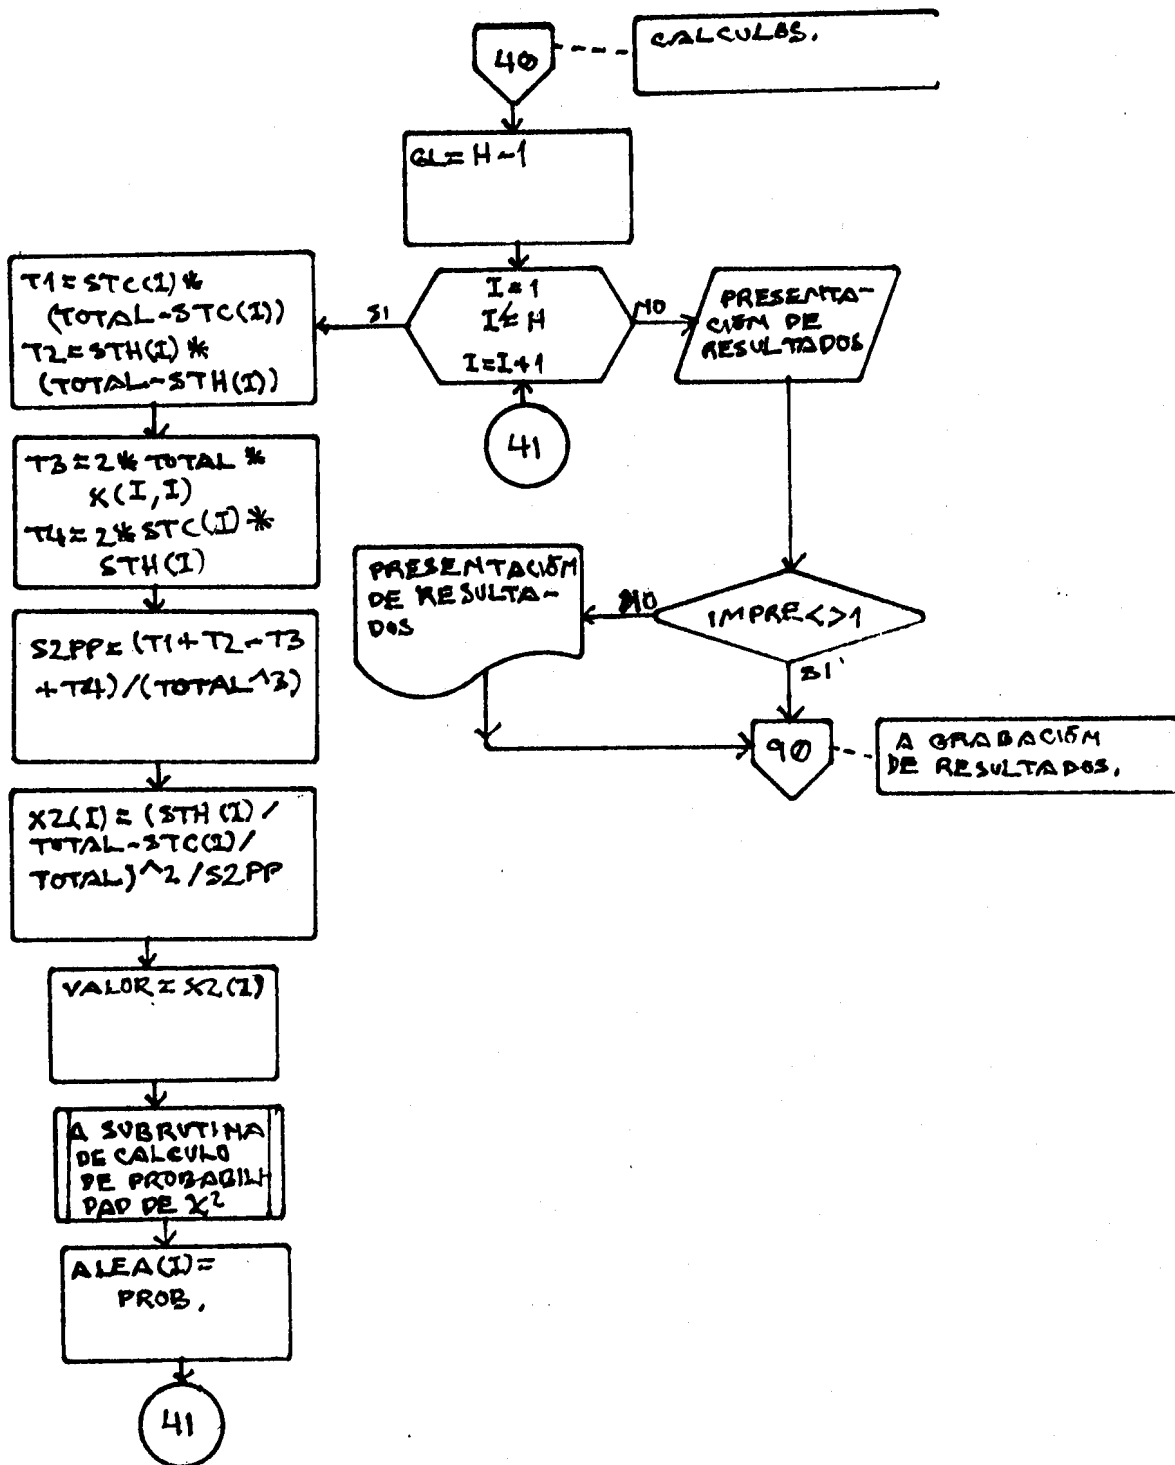 40
CALCULOS.
GL=H-1
I=1
I≤H
I=I+1
SI
NO
41
T1=STC(I)*
(TOTAL-STC(I))
T2=STH(I)*
(TOTAL-STH(I))
T3=2*TOTAL*
X(I,I)
T4=2*STC(I)*
STH(I)
S2PP=(T1+T2-T3
+T4)/(TOTAL^3)
X2(I)=(STH(I)/
TOTAL-STC(I)/
TOTAL)^2/S2PP
VALOR=X2(I)
A SUBRUTINA
DE CALCULO
DE PROBABILI-
DAD DE X²
ALEA(I)=
PROB.
41
PRESENTA-
CIÓN DE
RESULTADOS
IMPRE<>1
NO
SI
PRESENTACIÓN
DE RESULTA-
DOS
90
A GRABACIÓN
DE RESULTADOS.